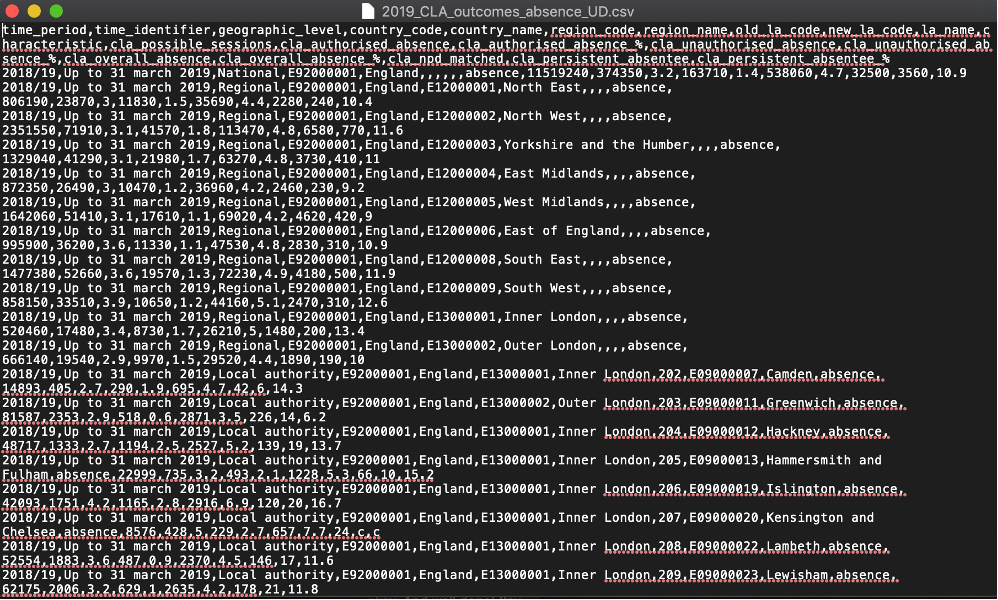 2019_CLA_outcomes_absence_UD.csv
time_period,time_identifier,geographic_level,country_code,country_name,region_code,region_name,old_la_code,new_la_code,la_name,c
haracteristic,cla_possible_sessions,cla_authorised_absence,cla_authorised_absence_%,cla_unauthorised_absence,cla_unauthorised_ab
sence_%,cla_overall_absence,cla_overall_absence_%,cla_npd_matched,cla_persistent_absentee,cla_persistent_absentee_%
2018/19,Up to 31 march 2019,National,E92000001,England,,,,,,absence,11519240,374350,3.2,163710,1.4,538060,4.7,32500,3560,10.9
2018/19,Up to 31 march 2019,Regional,E92000001,England,E12000001,North East,,,,absence,
806190,23870,3,11830,1.5,35690,4.4,2280,240,10.4
2018/19,Up to 31 march 2019,Regional,E92000001,England,E12000002,North West,,,,absence,
2351550,71910,3.1,41570,1.8,113470,4.8,6580,770,11.6
2018/19,Up to 31 march 2019,Regional,E92000001,England,E12000003,Yorkshire and the Humber,,,,absence,
1329040,41290,3.1,21980,1.7,63270,4.8,3730,410,11
2018/19,Up to 31 march 2019,Regional,E92000001,England,E12000004,East Midlands,,,,absence,
872350,26490,3,10470,1.2,36960,4.2,2460,230,9.2
2018/19,Up to 31 march 2019,Regional,E92000001,England,E12000005,West Midlands,,,,absence,
1642060,51410,3.1,17610,1.1,69020,4.2,4620,420,9
2018/19,Up to 31 march 2019,Regional,E92000001,England,E12000006,East of England,,,,absence,
995900,36200,3.6,11330,1.1,47530,4.8,2830,310,10.9
2018/19,Up to 31 march 2019,Regional,E92000001,England,E12000008,South East,,,,absence,
1477380,52660,3.6,19570,1.3,72230,4.9,4180,500,11.9
2018/19,Up to 31 march 2019,Regional,E92000001,England,E12000009,South West,,,,absence,
858150,33510,3.9,10650,1.2,44160,5.1,2470,310,12.6
2018/19,Up to 31 march 2019,Regional,E92000001,England,E13000001,Inner London,,,,absence,
520460,17480,3.4,8730,1.7,26210,5,1480,200,13.4
2018/19,Up to 31 march 2019,Regional,E92000001,England,E13000002,Outer London,,,,absence,
666140,19540,2.9,9970,1.5,29520,4.4,1890,190,10
2018/19,Up to 31 march 2019,Local authority,E92000001,England,E13000001,Inner London,202,E09000007,Camden,absence,
14893,405,2.7,290,1.9,695,4.7,42,6,14.3
2018/19,Up to 31 march 2019,Local authority,E92000001,England,E13000002,Outer London,203,E09000011,Greenwich,absence,
81587,2353,2.9,518,0.6,2871,3.5,226,14,6.2
2018/19,Up to 31 march 2019,Local authority,E92000001,England,E13000001,Inner London,204,E09000012,Hackney,absence,
48717,1333,2.7,1194,2.5,2527,5.2,139,19,13.7
2018/19,Up to 31 march 2019,Local authority,E92000001,England,E13000001,Inner London,205,E09000013,Hammersmith and
Fulham,absence,22999,735,3.2,493,2.1,1228,5.3,66,10,15.2
2018/19,Up to 31 march 2019,Local authority,E92000001,England,E13000001,Inner London,206,E09000019,Islington,absence,
42093,1751,4.2,1165,2.8,2916,6.9,120,20,16.7
2018/19,Up to 31 march 2019,Local authority,E92000001,England,E13000001,Inner London,207,E09000020,Kensington and
Chelsea,absence,8576,428,5,229,2.7,657,7.7,24,c,c
2018/19,Up to 31 march 2019,Local authority,E92000001,England,E13000001,Inner London,208,E09000022,Lambeth,absence,
52554,1883,3.6,487,0.9,2370,4.5,146,17,11.6
2018/19,Up to 31 march 2019,Local authority,E92000001,England,E13000001,Inner London,209,E09000023,Lewisham,absence,
62175,2006,3.2,629,1,2635,4.2,178,21,11.8